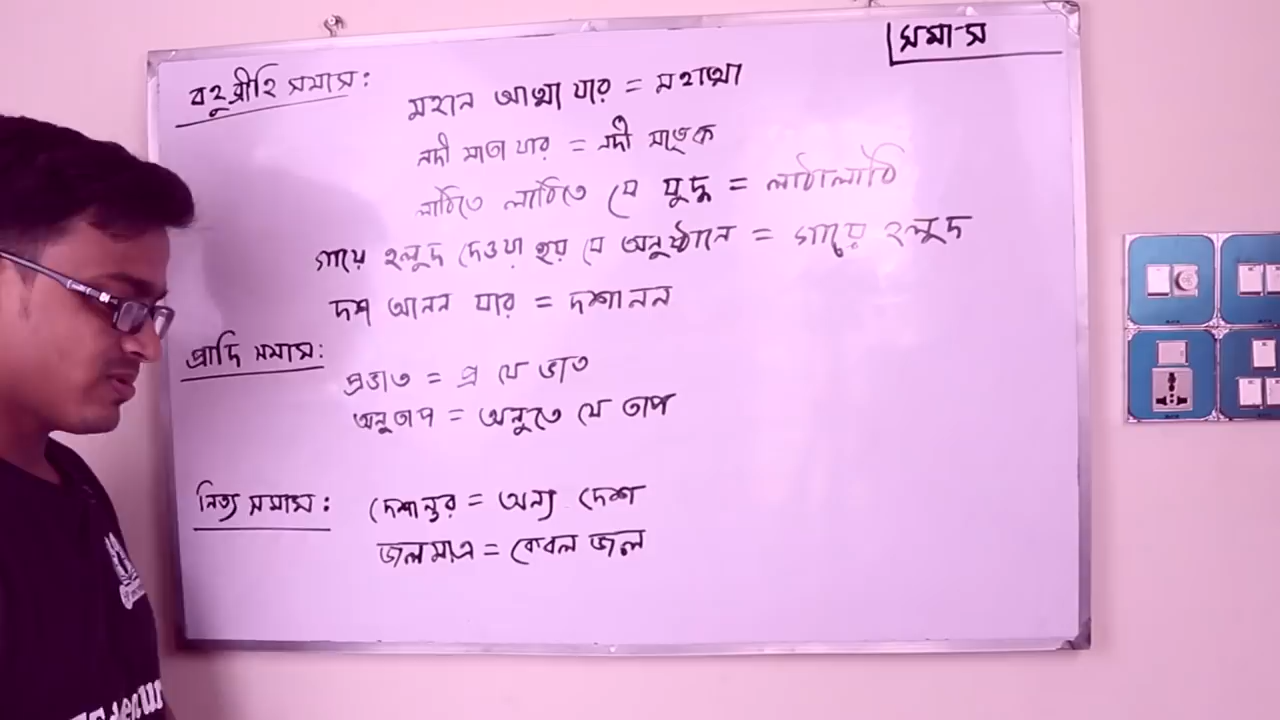 সমাস
বহুব্রীহি সমাস:
মহান আত্মা যার = মহাত্মা
নদী মাতা যার = নদী মাতৃক
লাঠিতে লাঠিতে যে যুদ্ধ = লাঠালাঠি
গায়ে হলুদ দেওয়া হয় যে অনুষ্ঠানে = গায়ে হলুদ
দশ আনন যার = দশানন
প্রাদি সমাস:
প্রভাত = প্র যে ভাত
অনুতাপ = অনুতে যে তাপ
নিত্য সমাস:
দেশান্তর = অন্য দেশ
জলমাত্র = কেবল জল